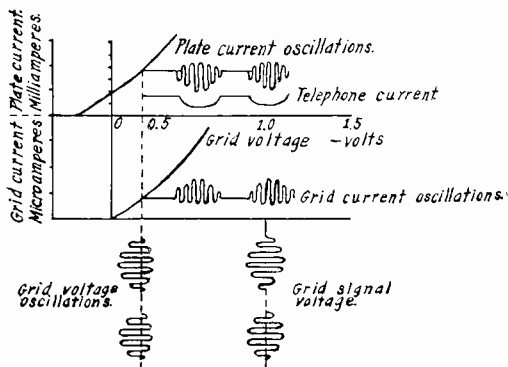 Plate current.
Milliamperes
Grid current
Microamperes
Plate current oscillations.
Telephone current
0 0.5 1.0 1.5
Grid voltage - volts
Grid current oscillations.
Grid voltage
oscillations.
Grid signal
voltage.